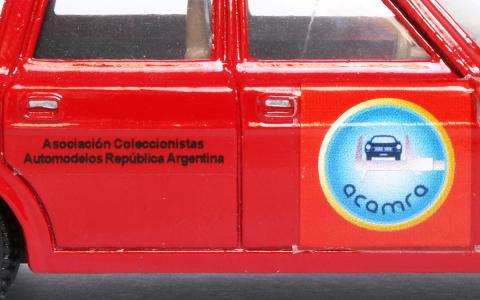 Asociación Coleccionistas
Automodelos República Argentina
acamra